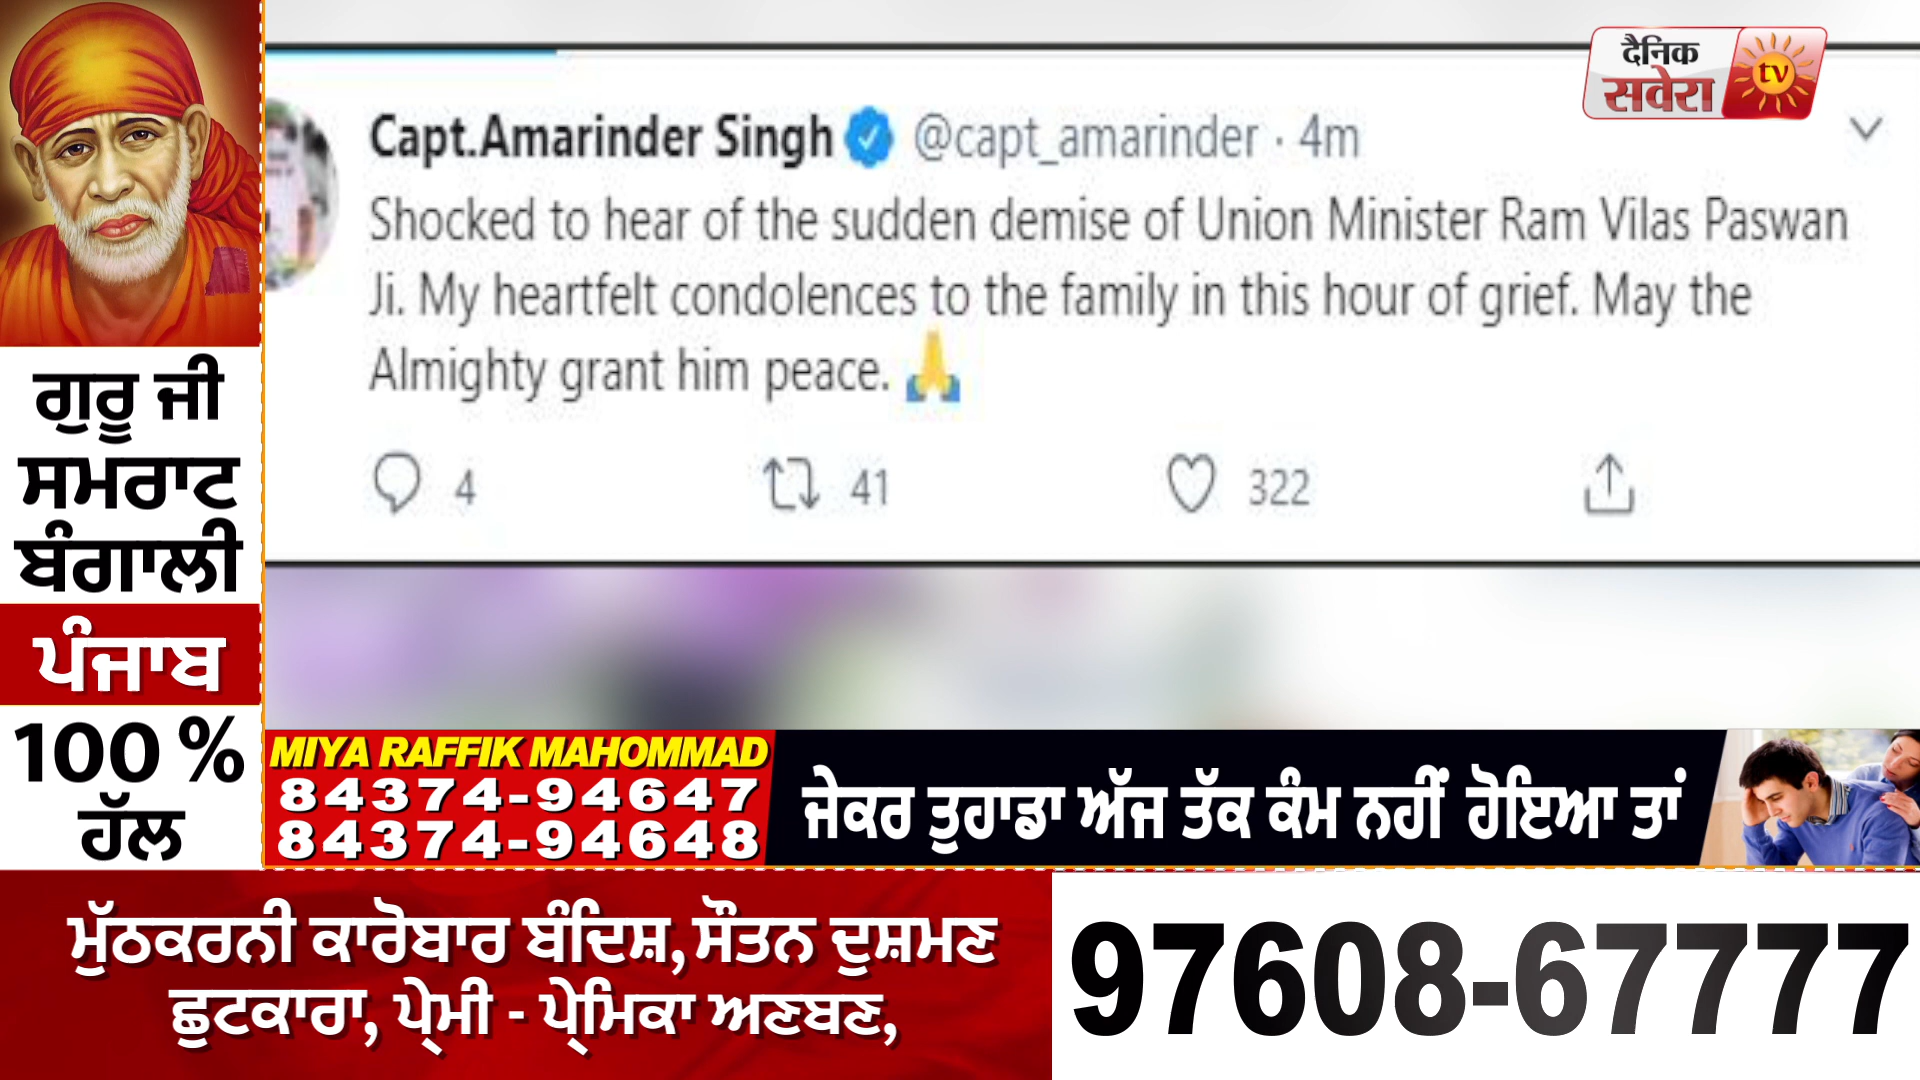 दैनिक
सवेरा
tv
Capt.Amarinder Singh @capt_amarinder · 4m
Shocked to hear of the sudden demise of Union Minister Ram Vilas Paswan
Ji. My heartfelt condolences to the family in this hour of grief. May the
Almighty grant him peace. 🙏
4 41 322
ਗੁਰੂ ਜੀ
ਸਮਰਾਟ
ਬੰਗਾਲੀ
ਪੰਜਾਬ
100 %
ਹੱਲ
MIYA RAFFIK MAHOMMAD
84374-94647
84374-94648
ਜੇਕਰ ਤੁਹਾਡਾ ਅੱਜ ਤੱਕ ਕੰਮ ਨਹੀਂ ਹੋਇਆ ਤਾਂ
ਮੁੱਠਕਰਨੀ ਕਾਰੋਬਾਰ ਬੰਦਿਸ਼, ਸੌਤਨ ਦੁਸ਼ਮਣ
ਛੁਟਕਾਰਾ, ਪ੍ਰੇਮੀ - ਪ੍ਰੇਮਿਕਾ ਅਣਬਣ,
97608-67777